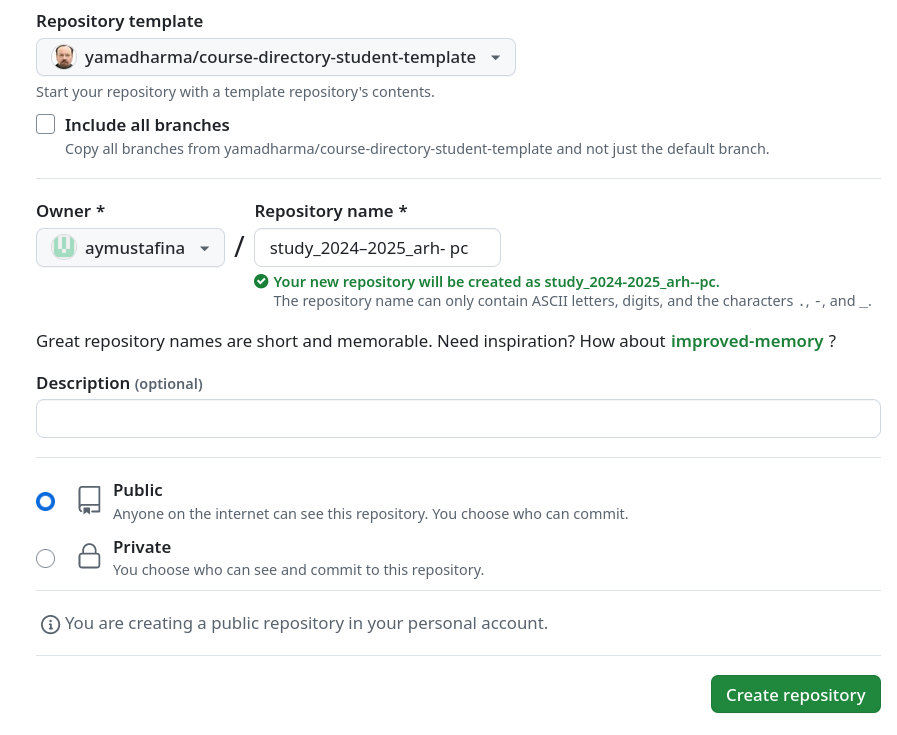 Repository template
yamadharma/course-directory-student-template
Start your repository with a template repository's contents.
Include all branches
Copy all branches from yamadharma/course-directory-student-template and not just the default branch.
Owner * Repository name *
aymustafina / study_2024–2025_arh- pc
Your new repository will be created as study_2024-2025_arh--pc.
The repository name can only contain ASCII letters, digits, and the characters ., -, and _.
Great repository names are short and memorable. Need inspiration? How about improved-memory ?
Description (optional)
Public
Anyone on the internet can see this repository. You choose who can commit.
Private
You choose who can see and commit to this repository.
You are creating a public repository in your personal account.
Create repository